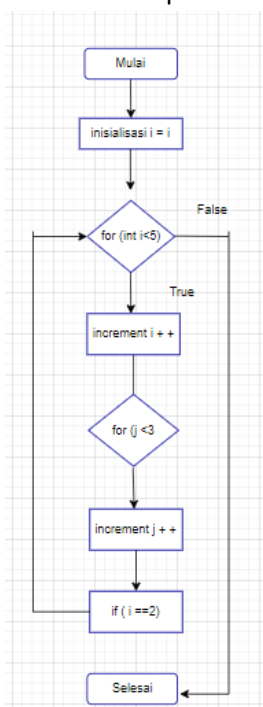 Mulai
inisialisasi i = i
for (int i<5)
False
True
increment i + +
for (j <3
increment j + +
if ( i ==2)
Selesai